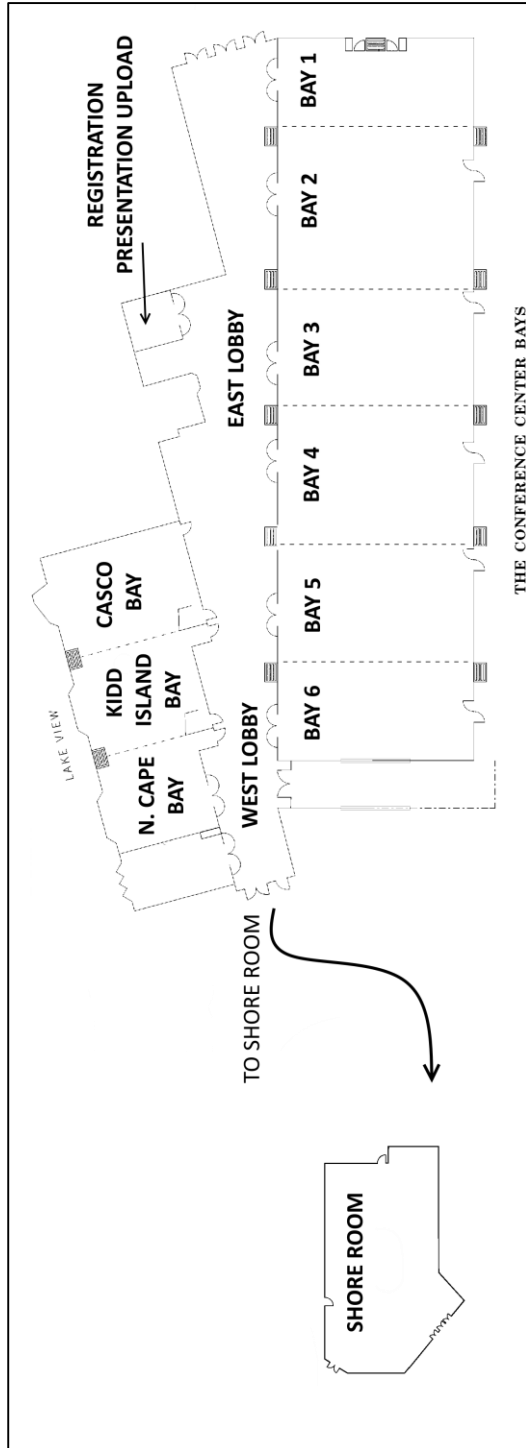 REGISTRATION
PRESENTATION UPLOAD
LAKE VIEW
CASCO
BAY
KIDD
ISLAND
BAY
N. CAPE
BAY
EAST LOBBY
WEST LOBBY
BAY 1
BAY 2
BAY 3
BAY 4
BAY 5
BAY 6
TO SHORE ROOM
SHORE ROOM
THE CONFERENCE CENTER BAYS